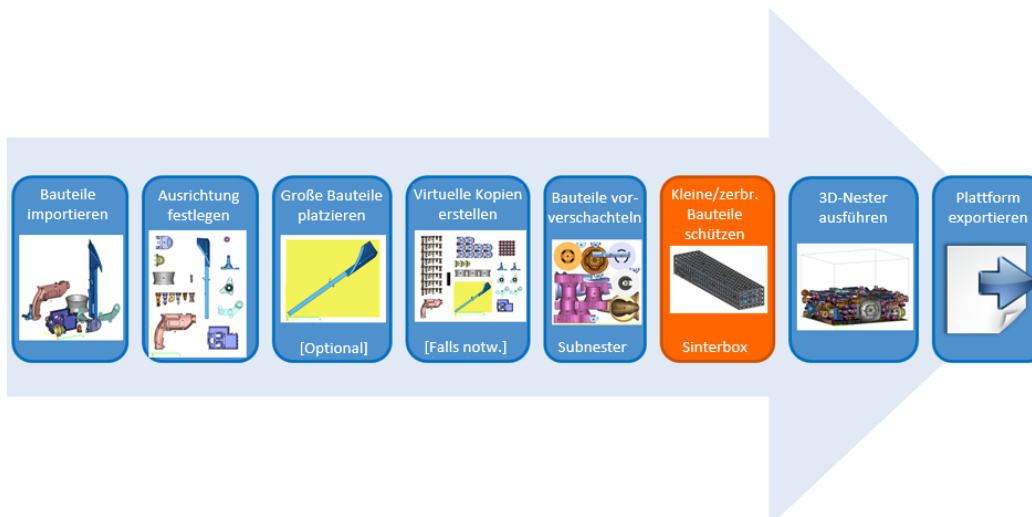 Bauteile
importieren
Ausrichtung
festlegen
Große Bauteile
platzieren
[Optional]
Virtuelle Kopien
erstellen
[Falls notw.]
Bauteile vor-
verschachteln
Subnester
Kleine/zerbr.
Bauteile
schützen
Sinterbox
3D-Nester
ausführen
Plattform
exportieren